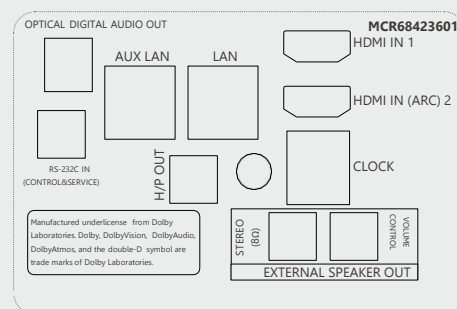 OPTICAL DIGITAL AUDIO OUT
MCR68423601
HDMI IN 1
AUX LAN
LAN
HDMI IN (ARC) 2
RS-232C IN
(CONTROL&SERVICE)
H/P OUT
CLOCK
Manufactured underlicense from Dolby
Laboratories. Dolby, DolbyVision, DolbyAudio,
DolbyAtmos, and the double-D symbol are
trade marks of Dolby Laboratories.
STEREO
(8Ω)
VOLUME
CONTROL
EXTERNAL SPEAKER OUT